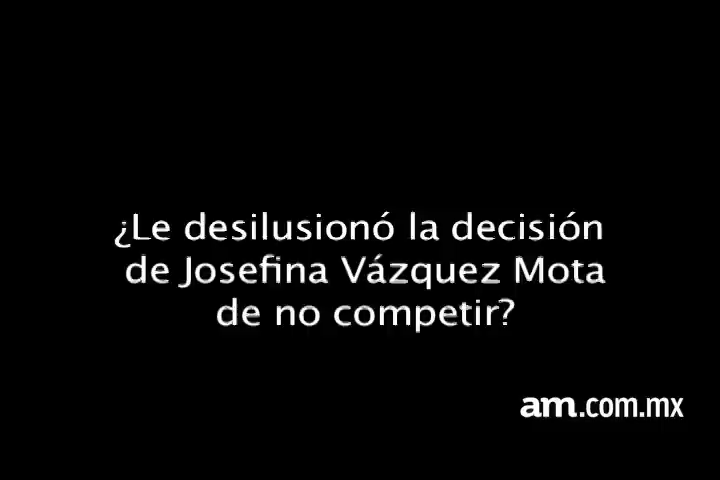 ¿Le desilusionó la decisión
de Josefina Vázquez Mota
de no competir?
am.com.mx